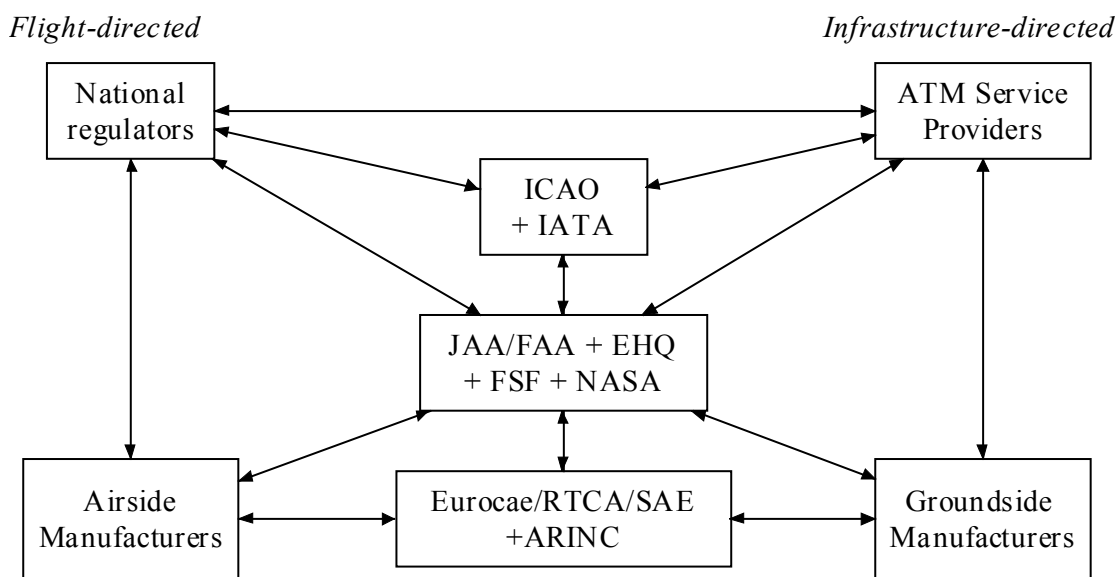 Flight-directed
Infrastructure-directed
National
regulators
ATM Service
Providers
ICAO
+ IATA
JAA/FAA + EHQ
+ FSF + NASA
Airside
Manufacturers
Eurocae/RTCA/SAE
+ARINC
Groundside
Manufacturers